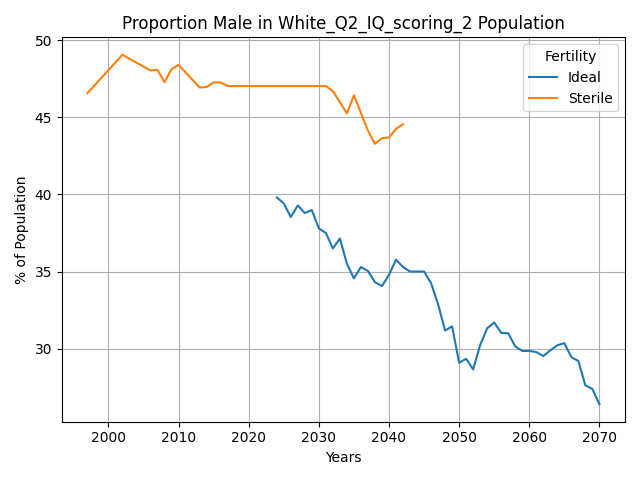 Proportion Male in White_Q2_IQ_scoring_2 Population
% of Population
50
45
40
35
30
Fertility
Ideal
Sterile
2000
2010
2020
2030
2040
2050
2060
2070
Years